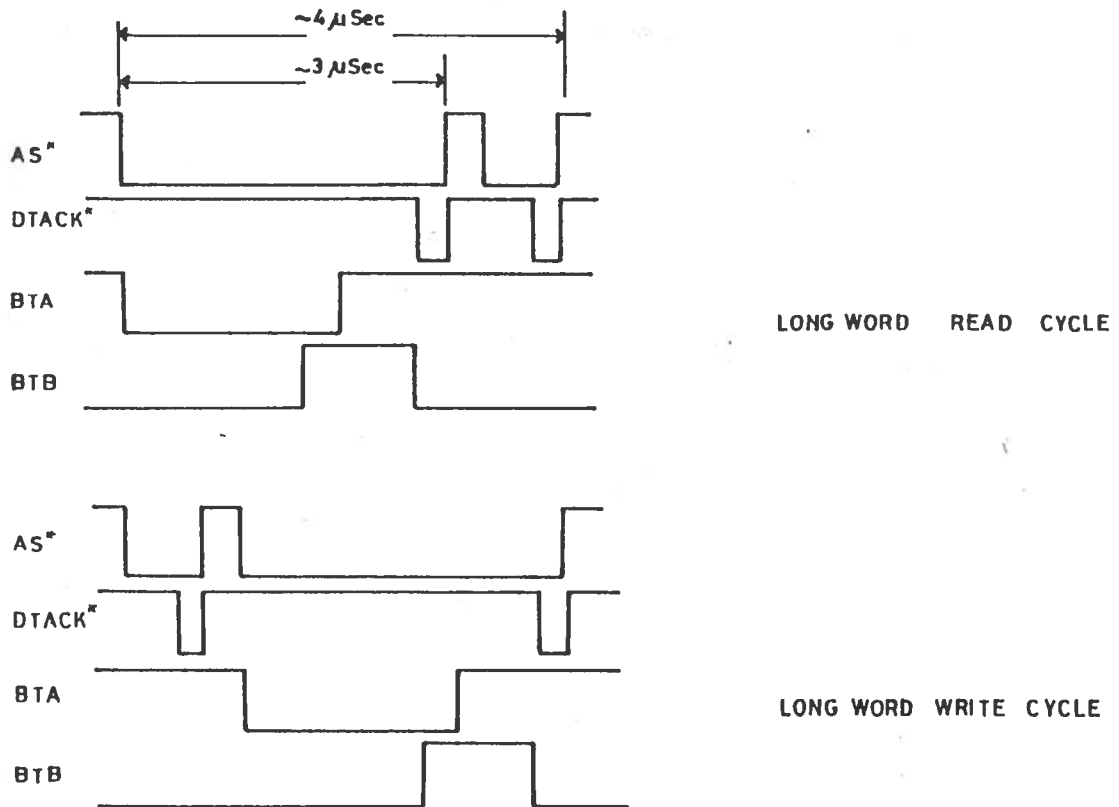 ~4 µSec
~3 µSec
AS*
DTACK*
BTA
LONG WORD READ CYCLE
BTB
AS*
DTACK*
BTA
LONG WORD WRITE CYCLE
BTB